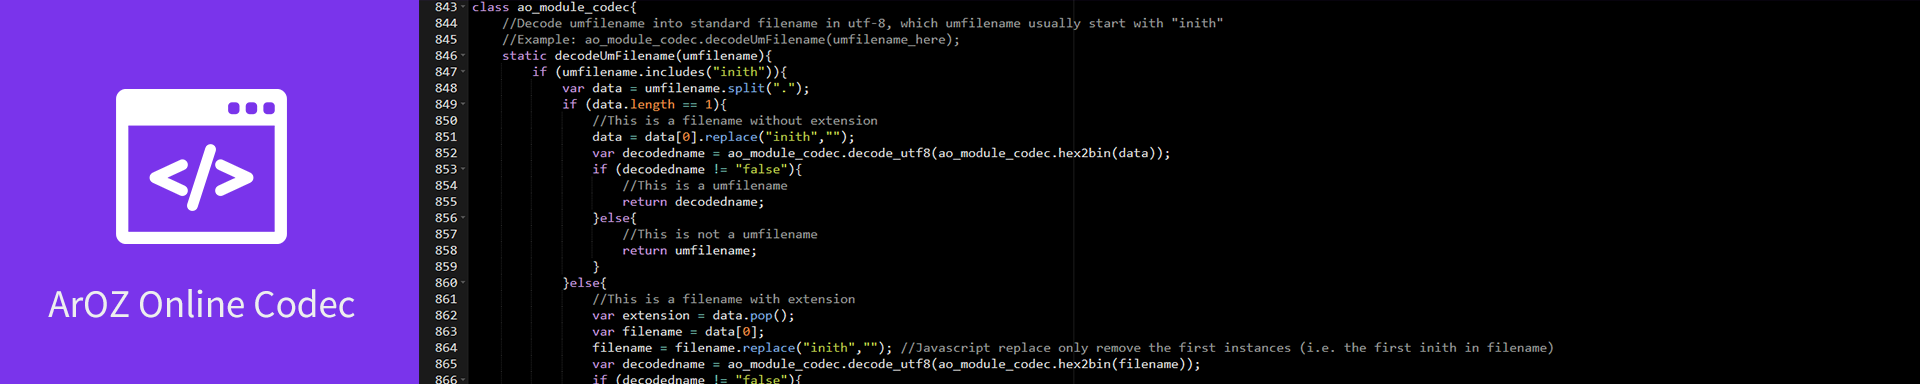 </>
ArOZ Online Codec
843 class ao_module_codec{
844 //Decode umfilename into standard filename in utf-8, which umfilename usually start with "inith"
845 //Example: ao_module_codec.decodeUmFilename(umfilename_here);
846 static decodeUmFilename(umfilename){
847 if (umfilename.includes("inith")){
848 var data = umfilename.split(".");
849 if (data.length == 1){
850 //This is a filename without extension
851 data = data[0].replace("inith","");
852 var decodedname = ao_module_codec.decode_utf8(ao_module_codec.hex2bin(data));
853 if (decodedname != "false"){
854 //This is a umfilename
855 return decodedname;
856 }else{
857 //This is not a umfilename
858 return umfilename;
859 }
860 }else{
861 //This is a filename with extension
862 var extension = data.pop();
863 var filename = data[0];
864 filename = filename.replace("inith",""); //Javascript replace only remove the first instances (i.e. the first inith in filename)
865 var decodedname = ao_module_codec.decode_utf8(ao_module_codec.hex2bin(filename));
866 if (decodedname != "false"){